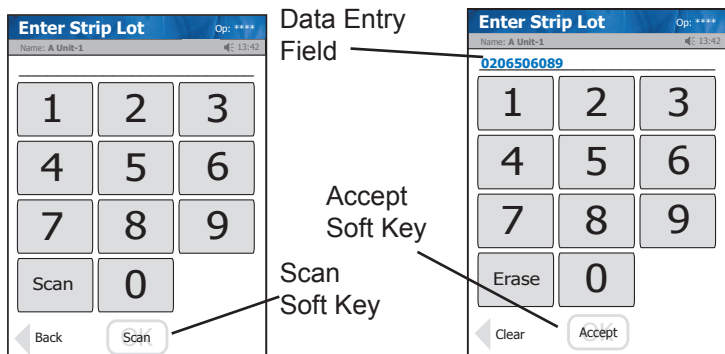 Enter Strip Lot Op: ****
Name: A Unit-1 13:42
1 2 3
4 5 6
7 8 9
Scan 0
Back Scan
OK
Data Entry
Field
Accept
Soft Key
Scan
Soft Key
Enter Strip Lot Op: ****
Name: A Unit-1 13:42
0206506089
1 2 3
4 5 6
7 8 9
Erase 0
Clear Accept
OK